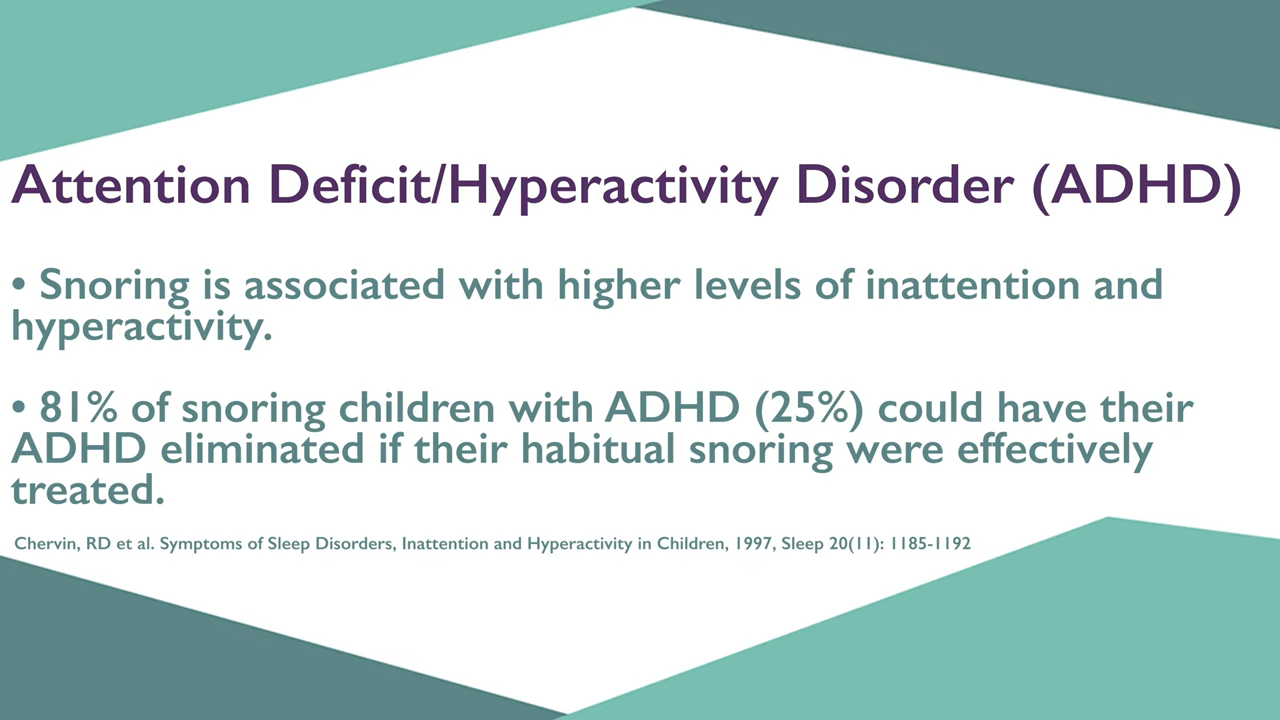 Attention Deficit/Hyperactivity Disorder (ADHD)
• Snoring is associated with higher levels of inattention and
hyperactivity.
• 81% of snoring children with ADHD (25%) could have their
ADHD eliminated if their habitual snoring were effectively
treated.
Chervin, RD et al. Symptoms of Sleep Disorders, Inattention and Hyperactivity in Children, 1997, Sleep 20(11): 1185-1192